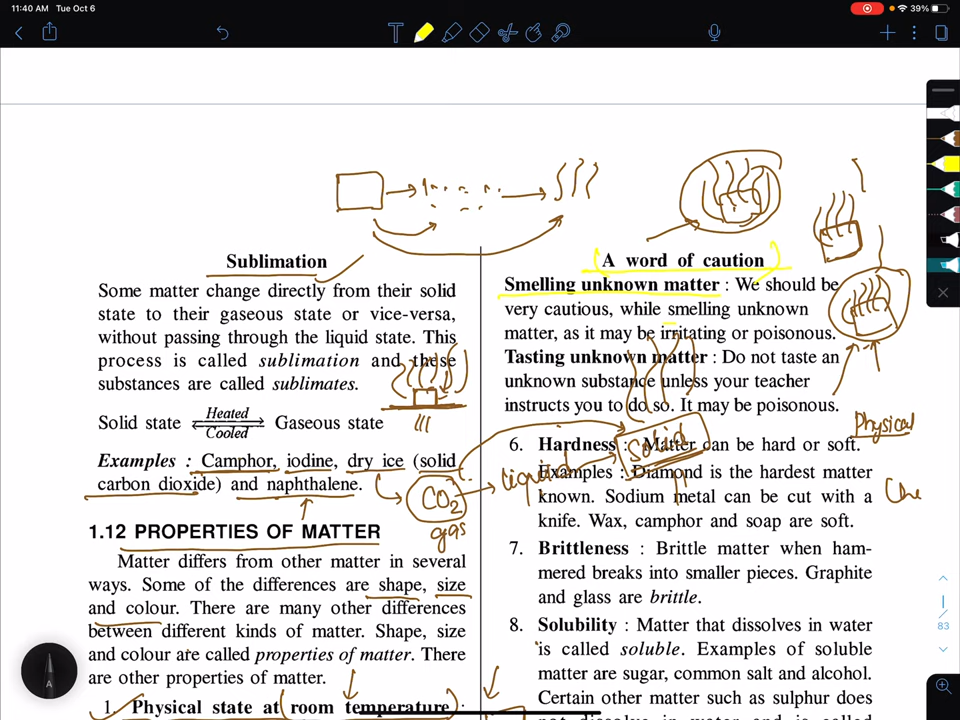 11:40 AM Tue Oct 6
39%
T
Sublimation
Some matter change directly from their solid
state to their gaseous state or vice-versa,
without passing through the liquid state. This
process is called sublimation and these
substances are called sublimates.
Solid state Heated Gaseous state
Cooled
Examples : Camphor, iodine, dry ice (solid
carbon dioxide) and naphthalene.
CO2
gas
liquid
Solid
1.12 PROPERTIES OF MATTER
Matter differs from other matter in several
ways. Some of the differences are shape, size
and colour. There are many other differences
between different kinds of matter. Shape, size
and colour are called properties of matter. There
are other properties of matter.
1. Physical state at room temperature :
A word of caution
Smelling unknown matter : We should be
very cautious, while smelling unknown
matter, as it may be irritating or poisonous.
Tasting unknown matter : Do not taste an
unknown substance unless your teacher
instructs you to do so. It may be poisonous.
Physical
Che
6. Hardness : Matter can be hard or soft.
Examples : Diamond is the hardest matter
known. Sodium metal can be cut with a
knife. Wax, camphor and soap are soft.
7. Brittleness : Brittle matter when ham-
mered breaks into smaller pieces. Graphite
and glass are brittle.
8. Solubility : Matter that dissolves in water
is called soluble. Examples of soluble
matter are sugar, common salt and alcohol.
Certain other matter such as sulphur does
not dissolve in water and is called
83
A